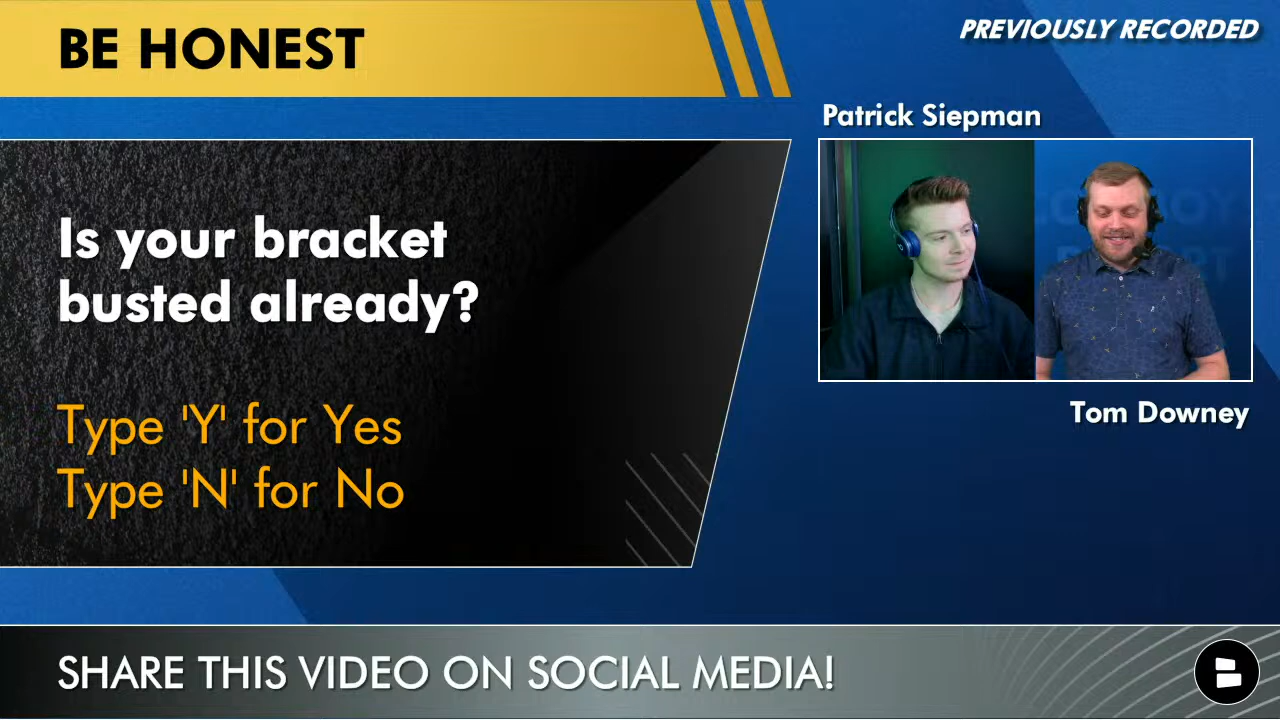 BE HONEST
PREVIOUSLY RECORDED
Patrick Siepman
Is your bracket
busted already?
Type 'Y' for Yes
Type 'N' for No
Tom Downey
SHARE THIS VIDEO ON SOCIAL MEDIA!